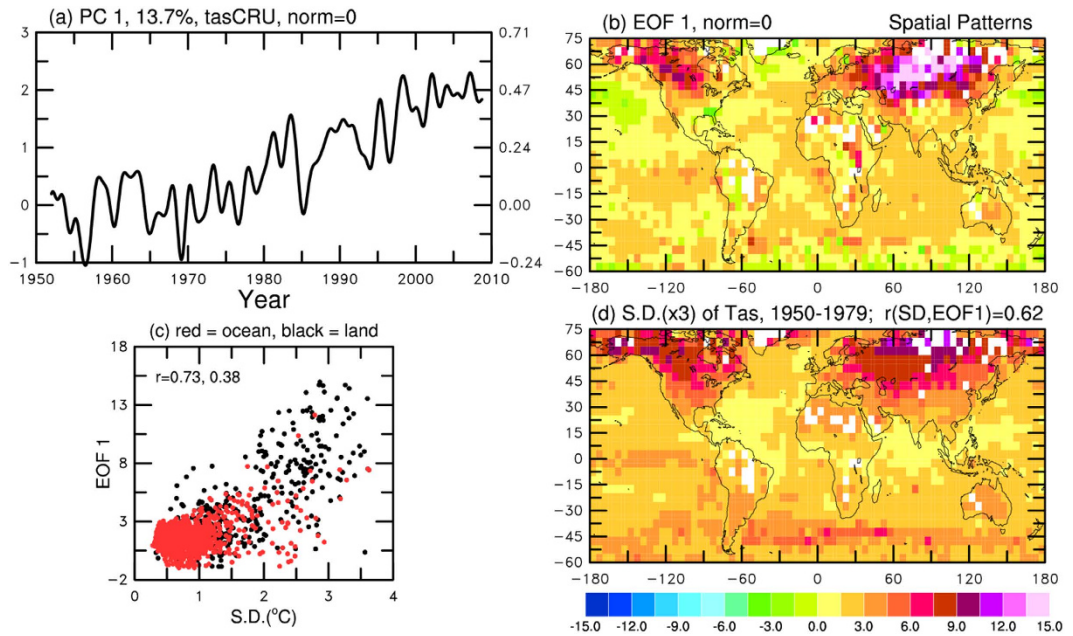 (a) PC 1, 13.7%, tasCRU, norm=0
3
2
1
0
−1
0.71
0.47
0.24
0.00
−0.24
1950 1960 1970 1980 1990 2000 2010
Year
(b) EOF 1, norm=0 Spatial Patterns
75
60
45
30
15
0
−15
−30
−45
−60
−180 −120 −60 0 60 120 180
(c) red = ocean, black = land
r=0.73, 0.38
18
13
8
3
−2
EOF 1
0 1 2 3 4
S.D.(°C)
(d) S.D.(x3) of Tas, 1950-1979; r(SD,EOF1)=0.62
75
60
45
30
15
0
−15
−30
−45
−60
−180 −120 −60 0 60 120 180
-15.0 -12.0 -9.0 -6.0 -3.0 0.0 3.0 6.0 9.0 12.0 15.0